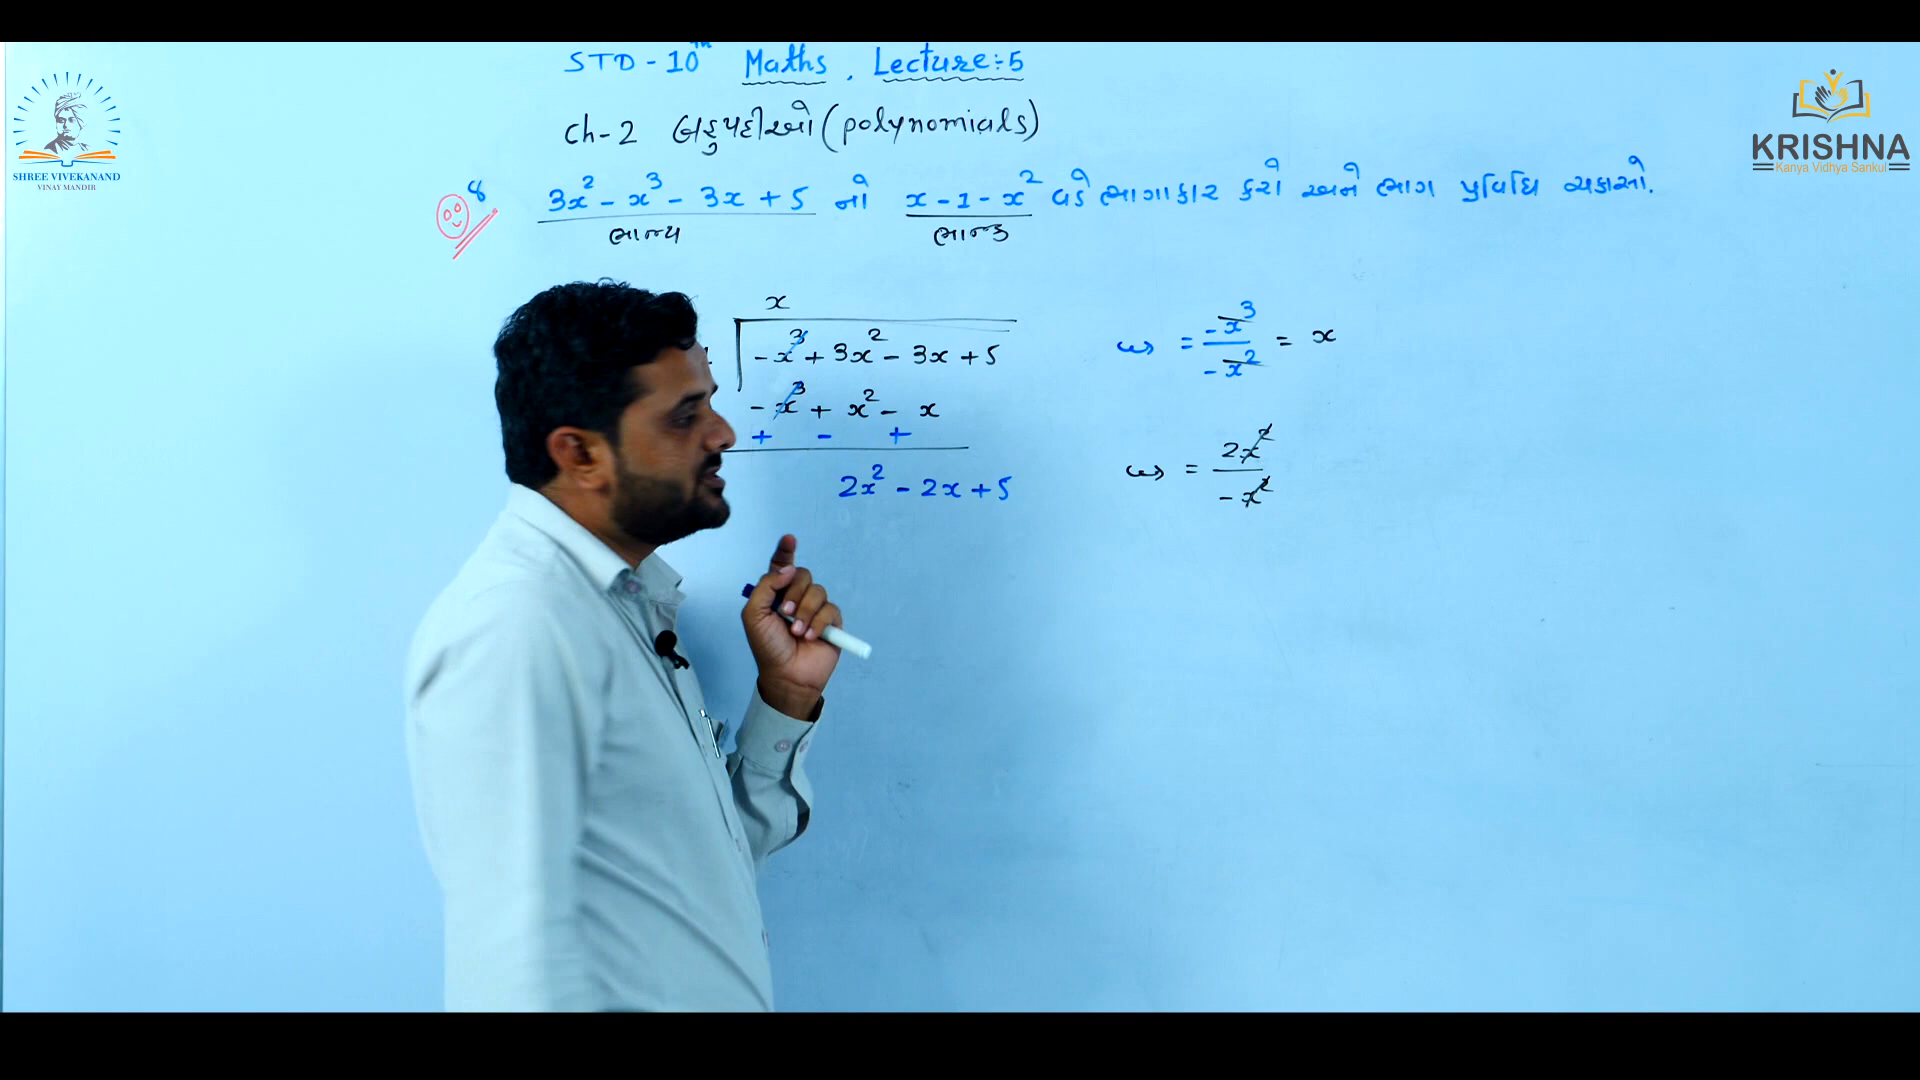 STD - 10th Maths, Lecture :- 5
Ch-2 બહુપદીઓ (polynomials)
8 3x² - x³ - 3x + 5 નો x - 1 - x² વડે ભાગાકાર કરો અને ભાગ પ્રવિધિ ચકાસો.
ભાજ્ય ભાજક
x
-x³ + 3x² - 3x + 5
-x³ + x² - x
+ - +
2x² - 2x + 5
= -x³ / -x² = x
= 2x² / -x²
SHREE VIVEKANAND
VINAY MANDIR
KRISHNA
Kanya Vidhya Sankul